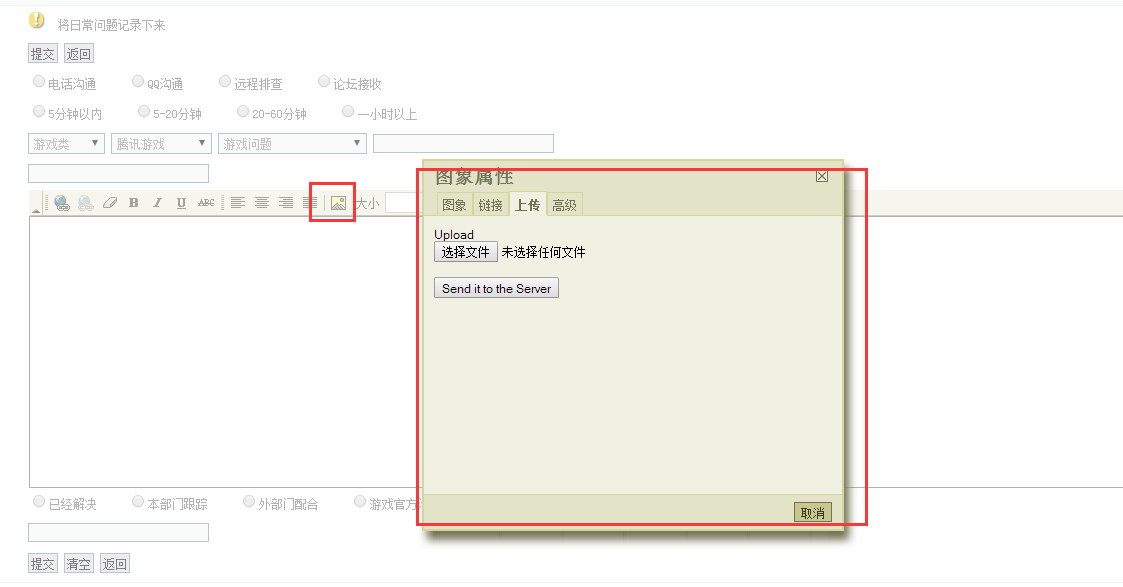 将日常问题记录下来
提交 返回
电话沟通 QQ沟通 远程排查 论坛接收
5分钟以内 5-20分钟 20-60分钟 一小时以上
游戏类 腾讯游戏 游戏问题
B I U ABC 大小
图象属性
图象 链接 上传 高级
Upload
选择文件 未选择任何文件
Send it to the Server
取消
已经解决 本部门跟踪 外部门配合 游戏官方
提交 清空 返回